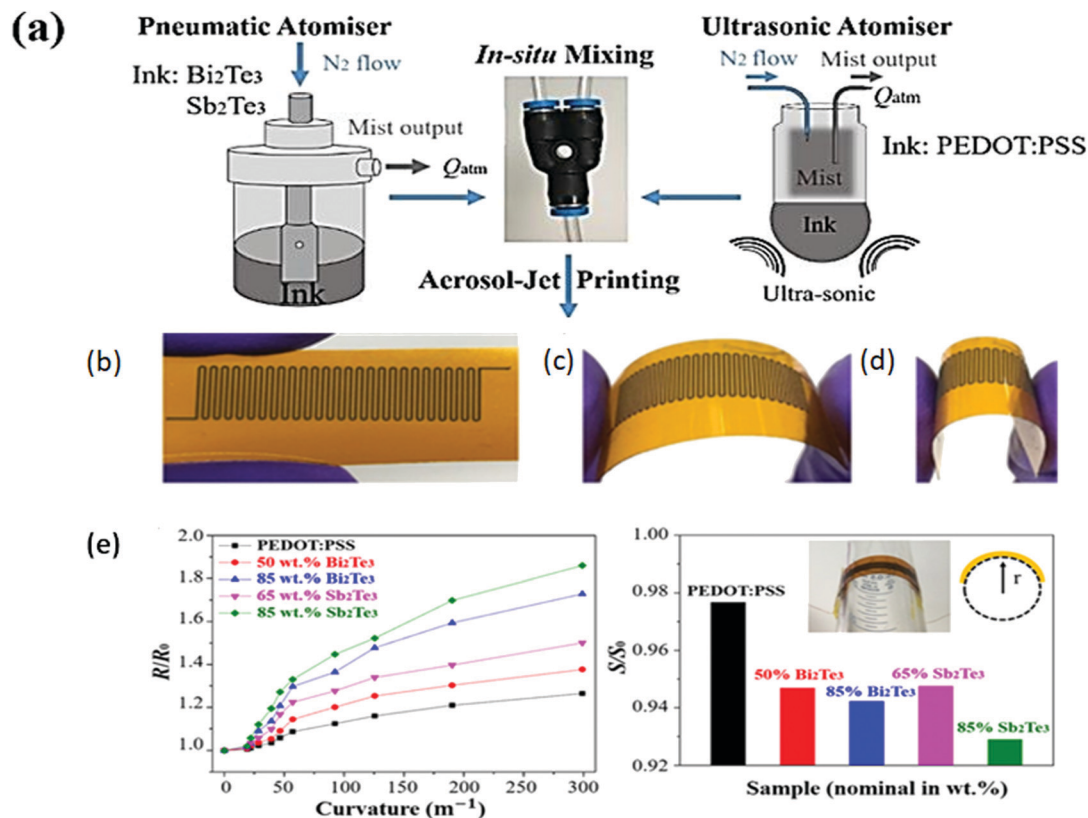 (a)
Pneumatic Atomiser
N2 flow
Ink: Bi2Te3
Sb2Te3
Mist output
Qatm
Ink
In-situ Mixing
Ultrasonic Atomiser
N2 flow
Mist output
Qatm
Ink: PEDOT:PSS
Mist
Ink
Ultra-sonic
Aerosol-Jet Printing
(b)
(c)
(d)
(e)
R/R0
2.0
1.8
1.6
1.4
1.2
1.0
PEDOT:PSS
50 wt.% Bi2Te3
85 wt.% Bi2Te3
65 wt.% Sb2Te3
85 wt.% Sb2Te3
0 50 100 150 200 250 300
Curvature (m⁻¹)
S/S0
1.00
0.98
0.96
0.94
0.92
PEDOT:PSS
50% Bi2Te3
85% Bi2Te3
65% Sb2Te3
85% Sb2Te3
r
Sample (nominal in wt.%)